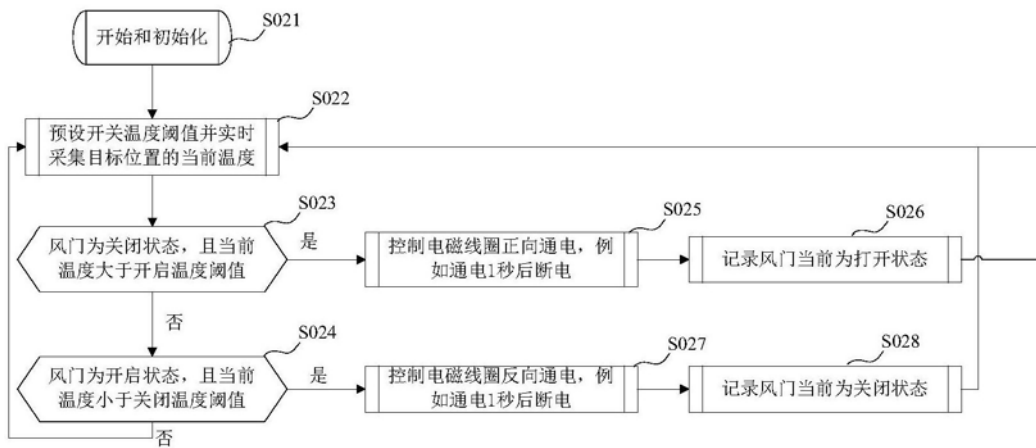 S021
开始和初始化
S022
预设开关温度阈值并实时
采集目标位置的当前温度
S023
风门为关闭状态，且当前
温度大于开启温度阈值
是
S025
控制电磁线圈正向通电，例
如通电1秒后断电
S026
记录风门当前为打开状态
否
S024
风门为开启状态，且当前
温度小于关闭温度阈值
是
S027
控制电磁线圈反向通电，例
如通电1秒后断电
S028
记录风门当前为关闭状态
否